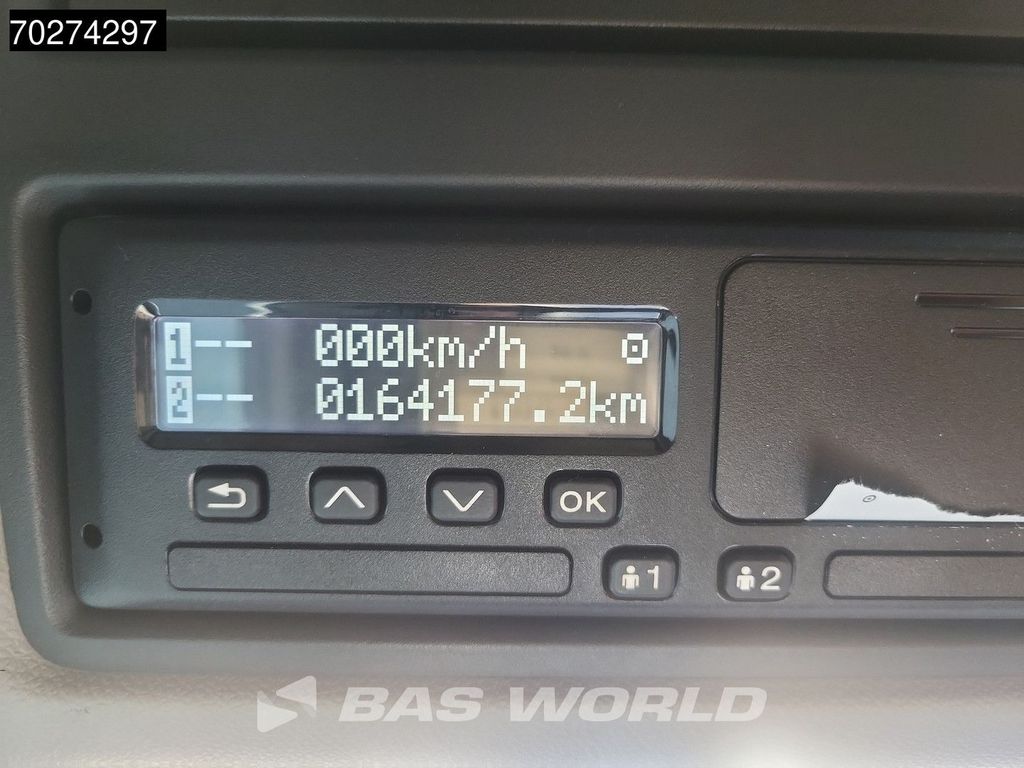 70274297
1-- 000km/h
2-- 0164177.2km
OK
1 2
BAS WORLD